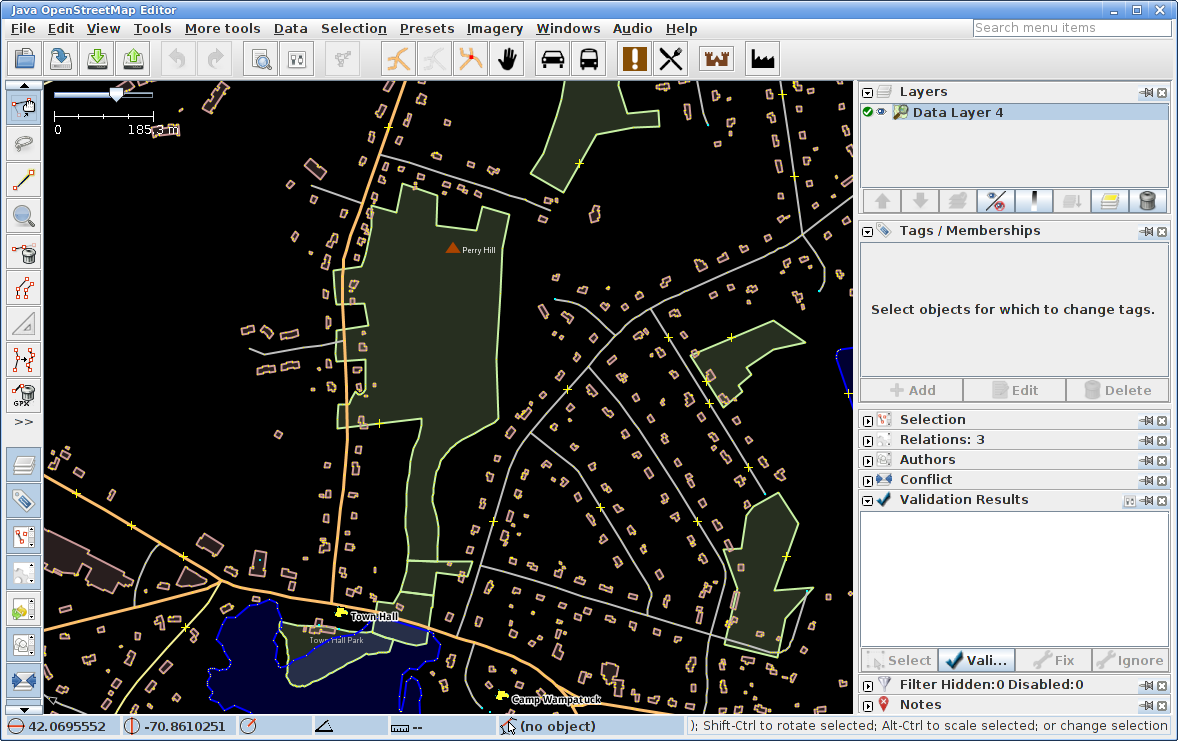 Java OpenStreetMap Editor
File Edit View Tools More tools Data Selection Presets Imagery Windows Audio Help
Search menu items
0 185.3 m
Perry Hill
Town Hall
Town Hall Park
Camp Wampatuck
GPX
>>
Layers
Data Layer 4
Tags / Memberships
Select objects for which to change tags.
Add Edit Delete
Selection
Relations: 3
Authors
Conflict
Validation Results
Select Vali... Fix Ignore
Filter Hidden:0 Disabled:0
Notes
42.0695552 -70.8610251 -- (no object) ); Shift-Ctrl to rotate selected; Alt-Ctrl to scale selected; or change selection